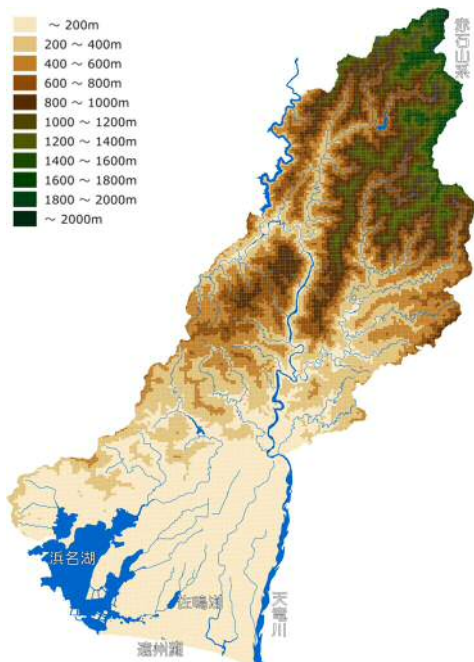 ～ 200m
200 ～ 400m
400 ～ 600m
600 ～ 800m
800 ～ 1000m
1000 ～ 1200m
1200 ～ 1400m
1400 ～ 1600m
1600 ～ 1800m
1800 ～ 2000m
～ 2000m
赤石山系
浜名湖
佐鳴湖
天竜川
遠州灘